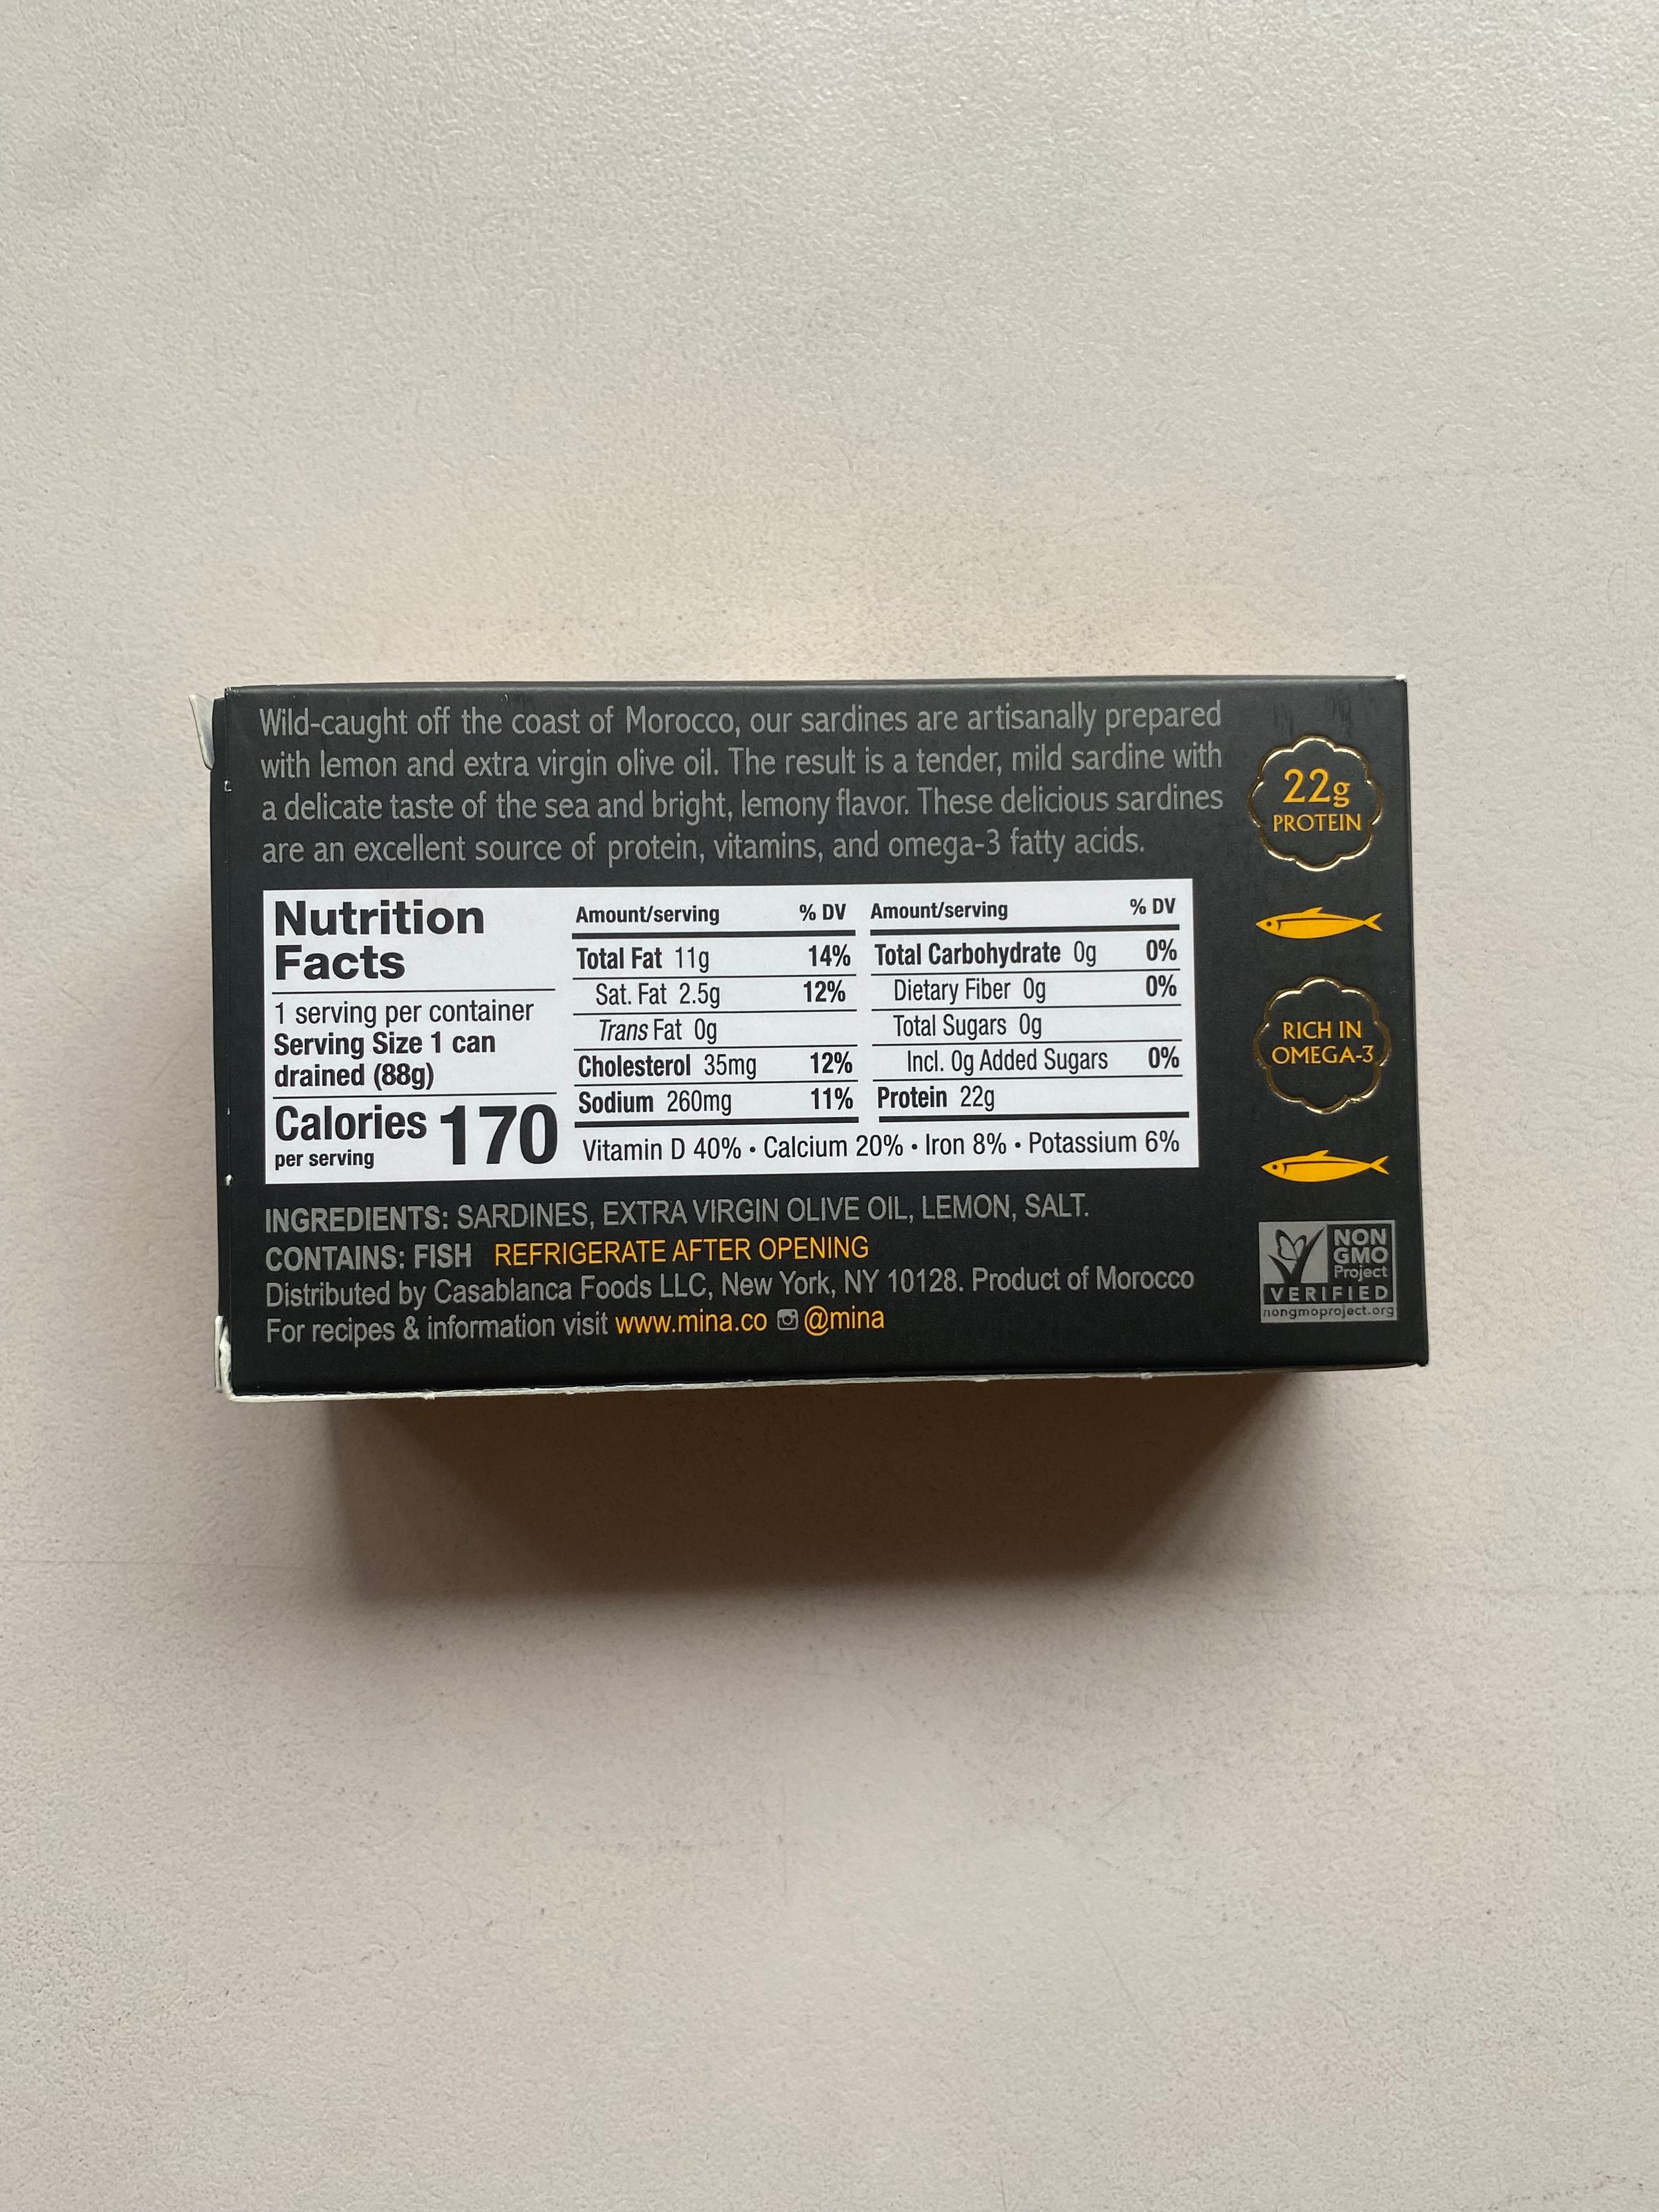 Wild-caught off the coast of Morocco, our sardines are artisanally prepared
with lemon and extra virgin olive oil. The result is a tender, mild sardine with
a delicate taste of the sea and bright, lemony flavor. These delicious sardines
are an excellent source of protein, vitamins, and omega-3 fatty acids.
22g
PROTEIN
Nutrition
Facts
1 serving per container
Serving Size 1 can
drained (88g)
Calories 170
per serving
Amount/serving % DV
Total Fat 11g 14%
Sat. Fat 2.5g 12%
Trans Fat 0g
Cholesterol 35mg 12%
Sodium 260mg 11%
Amount/serving % DV
Total Carbohydrate 0g 0%
Dietary Fiber 0g 0%
Total Sugars 0g
Incl. 0g Added Sugars 0%
Protein 22g
Vitamin D 40% • Calcium 20% • Iron 8% • Potassium 6%
RICH IN
OMEGA-3
INGREDIENTS: SARDINES, EXTRA VIRGIN OLIVE OIL, LEMON, SALT.
CONTAINS: FISH REFRIGERATE AFTER OPENING
Distributed by Casablanca Foods LLC, New York, NY 10128. Product of Morocco
For recipes & information visit www.mina.co @mina
NON
GMO
Project
VERIFIED
nongmoproject.org